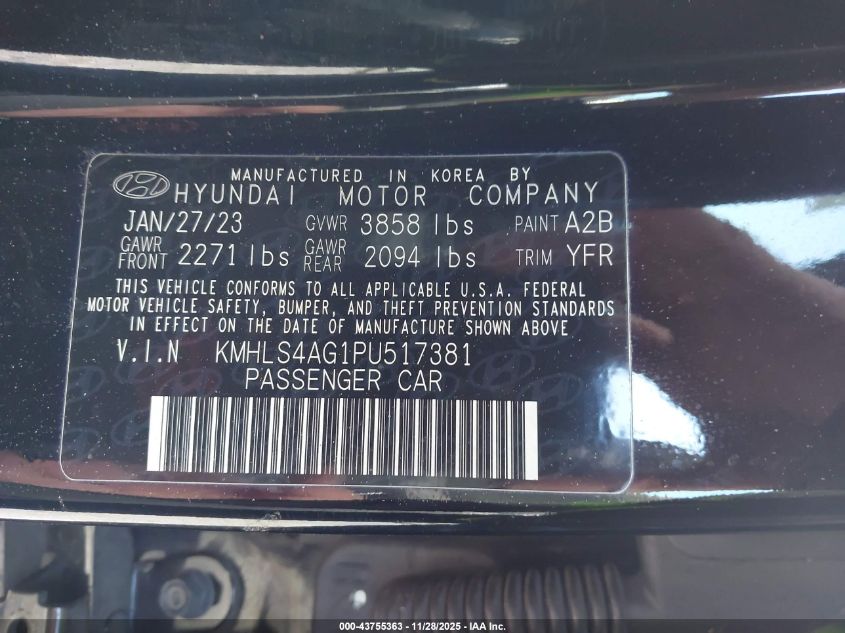 MANUFACTURED IN KOREA BY
HYUNDAI MOTOR COMPANY
JAN/27/23 GVWR 3858 lbs PAINT A2B
GAWR FRONT 2271 lbs GAWR REAR 2094 lbs TRIM YFR
THIS VEHICLE CONFORMS TO ALL APPLICABLE U.S.A. FEDERAL
MOTOR VEHICLE SAFETY, BUMPER, AND THEFT PREVENTION STANDARDS
IN EFFECT ON THE DATE OF MANUFACTURE SHOWN ABOVE
V.I.N KMHLS4AG1PU517381
PASSENGER CAR
000-43755363 | 11/28/2025 - IAA Inc.